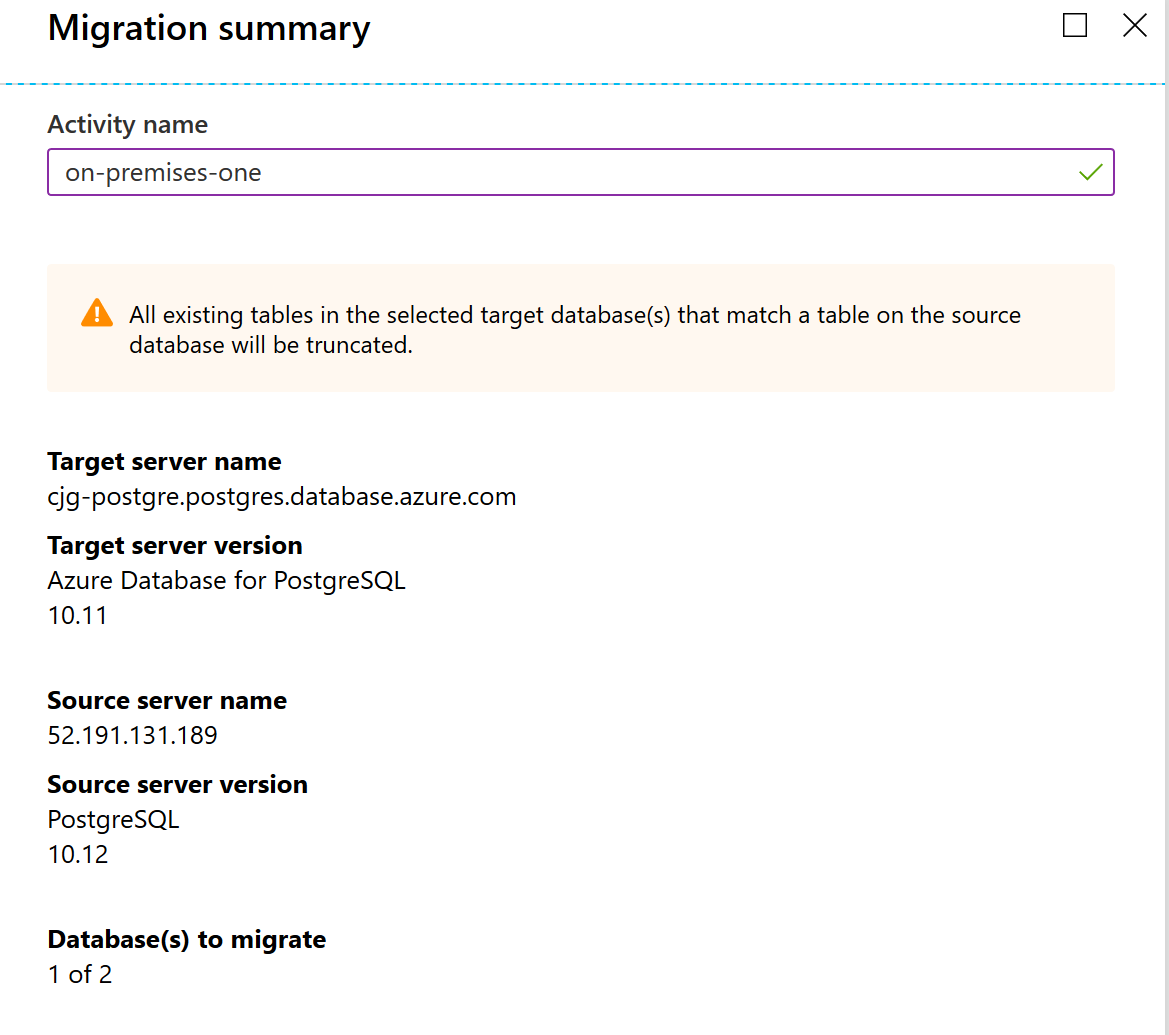 Migration summary
Activity name
on-premises-one
All existing tables in the selected target database(s) that match a table on the source
database will be truncated.
Target server name
cjg-postgre.postgres.database.azure.com
Target server version
Azure Database for PostgreSQL
10.11
Source server name
52.191.131.189
Source server version
PostgreSQL
10.12
Database(s) to migrate
1 of 2